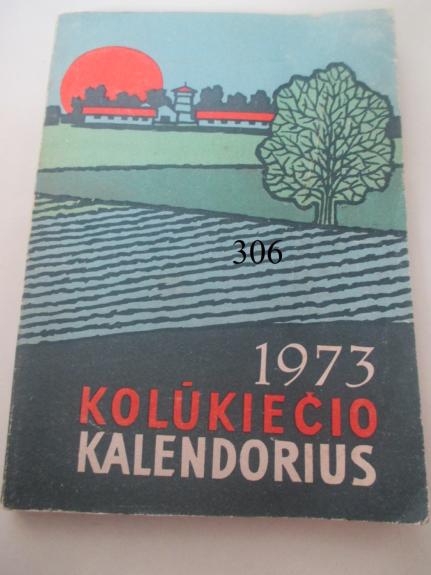 306
1973
KOLŪKIEČIO
KALENDORIUS